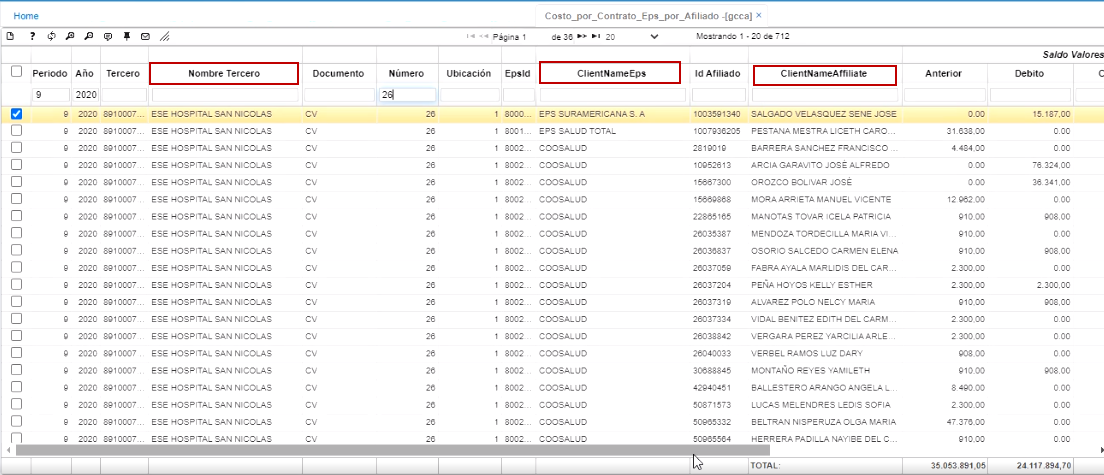 Home Costo_por_Contrato_Eps_por_Afiliado -[gcca] ×
Página 1 de 36 20 Mostrando 1 - 20 de 712
Saldo Valores
Periodo Año Tercero Nombre Tercero Documento Número Ubicación EpsId ClientNameEps Id Afiliado ClientNameAffiliate Anterior Debito C
9 2020 26
9 2020 8910007... ESE HOSPITAL SAN NICOLAS CV 26 1 8000... EPS SURAMERICANA S. A 1003591340 SALGADO VELASQUEZ SENE JOSE 0.00 15.187,00
9 2020 8910007... ESE HOSPITAL SAN NICOLAS CV 26 1 8001... EPS SALUD TOTAL 1007936205 PESTANA MESTRA LICETH CARO... 31.638,00 0.00
9 2020 8910007... ESE HOSPITAL SAN NICOLAS CV 26 1 8002... COOSALUD 2819019 BARRERA SANCHEZ FRANCISCO ... 4.484,00 0.00
9 2020 8910007... ESE HOSPITAL SAN NICOLAS CV 26 1 8002... COOSALUD 10952613 ARCIA GARAVITO JOSÉ ALFREDO 0.00 76.324,00
9 2020 8910007... ESE HOSPITAL SAN NICOLAS CV 26 1 8002... COOSALUD 15667300 OROZCO BOLIVAR JOSÉ 0.00 36.341,00
9 2020 8910007... ESE HOSPITAL SAN NICOLAS CV 26 1 8002... COOSALUD 15669868 MORA ARRIETA MANUEL VICENTE 12.962,00 0.00
9 2020 8910007... ESE HOSPITAL SAN NICOLAS CV 26 1 8002... COOSALUD 22865165 MANOTAS TOVAR ICELA PATRICIA 910,00 908,00
9 2020 8910007... ESE HOSPITAL SAN NICOLAS CV 26 1 8002... COOSALUD 26035387 MENDOZA TORDECILLA MARIA VI... 910,00 0.00
9 2020 8910007... ESE HOSPITAL SAN NICOLAS CV 26 1 8002... COOSALUD 26036837 OSORIO SALCEDO CARMEN ELENA 910,00 908,00
9 2020 8910007... ESE HOSPITAL SAN NICOLAS CV 26 1 8002... COOSALUD 26037059 FABRA AYALA MARLIDIS DEL CAR... 2.300,00 0.00
9 2020 8910007... ESE HOSPITAL SAN NICOLAS CV 26 1 8002... COOSALUD 26037204 PEÑA HOYOS KELLY ESTHER 2.300,00 2.300,00
9 2020 8910007... ESE HOSPITAL SAN NICOLAS CV 26 1 8002... COOSALUD 26037319 ALVAREZ POLO NELCY MARIA 910,00 908,00
9 2020 8910007... ESE HOSPITAL SAN NICOLAS CV 26 1 8002... COOSALUD 26037334 VIDAL BENITEZ EDITH DEL CARM... 2.300,00 0.00
9 2020 8910007... ESE HOSPITAL SAN NICOLAS CV 26 1 8002... COOSALUD 26038842 VERGARA PEREZ YARCILIA ARLE... 2.300,00 0.00
9 2020 8910007... ESE HOSPITAL SAN NICOLAS CV 26 1 8002... COOSALUD 26040033 VERBEL RAMOS LUZ DARY 908,00 0.00
9 2020 8910007... ESE HOSPITAL SAN NICOLAS CV 26 1 8002... COOSALUD 30688845 MONTAÑO REYES YAMILETH 910,00 908,00
9 2020 8910007... ESE HOSPITAL SAN NICOLAS CV 26 1 8002... COOSALUD 42940451 BALLESTERO ARANGO ANGELA L... 8.490,00 0.00
9 2020 8910007... ESE HOSPITAL SAN NICOLAS CV 26 1 8002... COOSALUD 50871573 LUCAS MELENDRES LEDIS SOFIA 2.300,00 0.00
9 2020 8910007... ESE HOSPITAL SAN NICOLAS CV 26 1 8002... COOSALUD 50965332 BELTRAN NISPERUZA OLGA MARIA 47.376,00 0.00
9 2020 8910007... ESE HOSPITAL SAN NICOLAS CV 26 1 8002... COOSALUD 50965564 HERRERA PADILLA NAYIBE DEL C... 910,00 0.00
TOTAL: 35.053.891,05 24.117.894,70